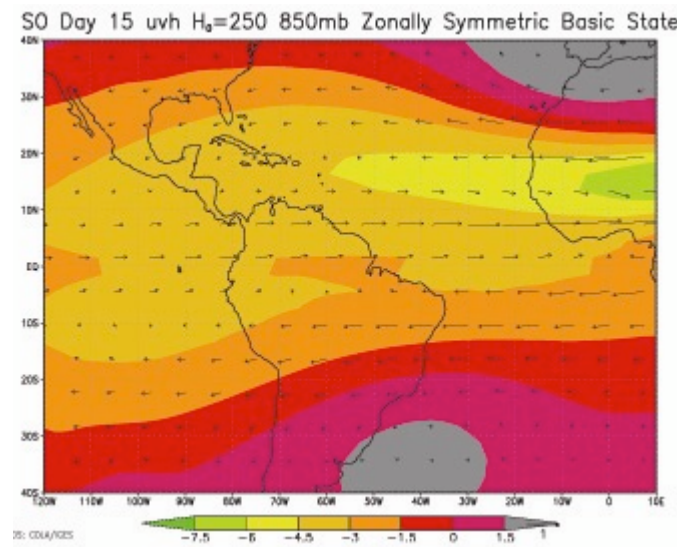 SO Day 15 uvh Hₐ=250 850mb Zonally Symmetric Basic State
40N
30N
20N
10N
EQ
10S
20S
30S
40S
120W 110W 100W 90W 80W 70W 60W 50W 40W 30W 20W 10W 0 10E
-7.5 -6 -4.5 -3 -1.5 0 1.5
1
COLA/IGES